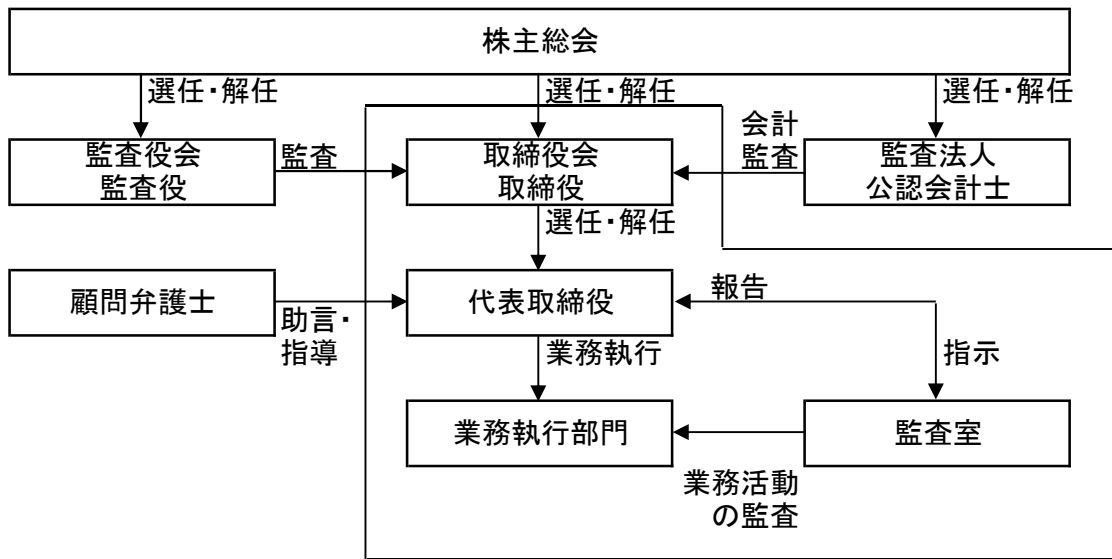 株主総会
選任・解任
選任・解任
選任・解任
監査役会
監査役
監査
取締役会
取締役
会計
監査
監査法人
公認会計士
選任・解任
顧問弁護士
助言・
指導
代表取締役
報告
業務執行
指示
業務執行部門
監査室
業務活動
の監査